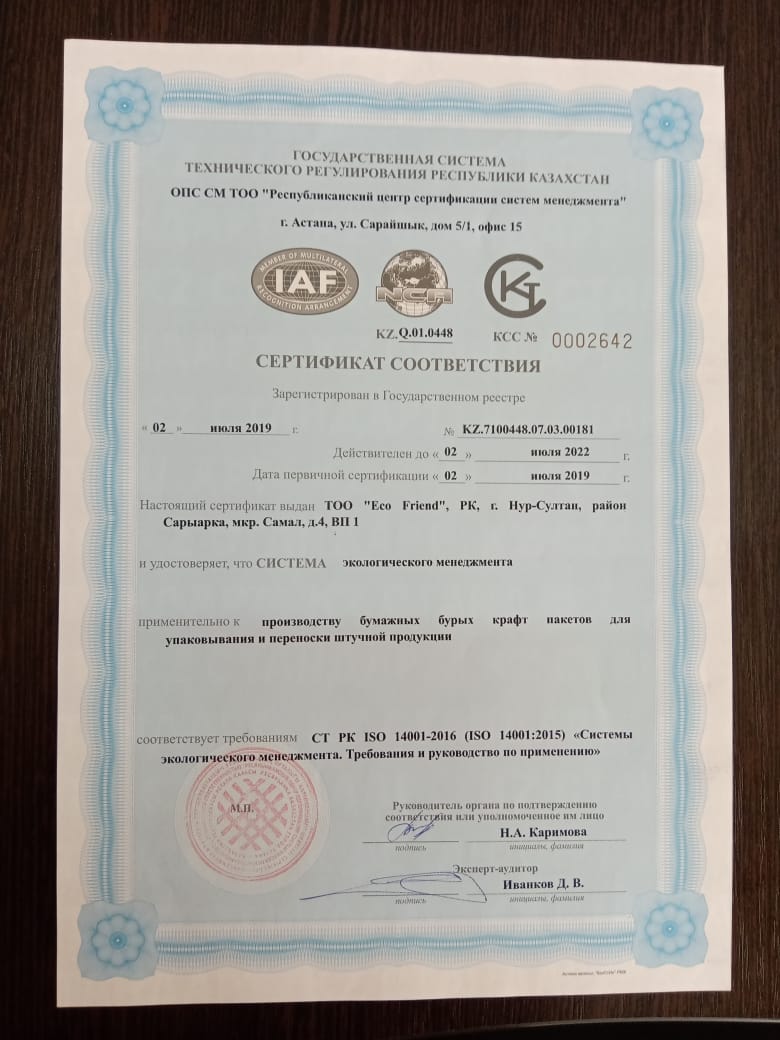 ГОСУДАРСТВЕННАЯ СИСТЕМА
ТЕХНИЧЕСКОГО РЕГУЛИРОВАНИЯ РЕСПУБЛИКИ КАЗАХСТАН
ОПС СМ ТОО "Республиканский центр сертификации систем менеджмента"
г. Астана, ул. Сарайшык, дом 5/1, офис 15
MEMBER OF MULTILATERAL
IAF
RECOGNITION ARRANGEMENT
NCA
KZ.Q.01.0448
КСС № 0002642
СЕРТИФИКАТ СООТВЕТСТВИЯ
Зарегистрирован в Государственном реестре
« 02 » июля 2019 г. № KZ.7100448.07.03.00181
Действителен до « 02 » июля 2022 г.
Дата первичной сертификации « 02 » июля 2019 г.
Настоящий сертификат выдан ТОО "Eco Friend", РК, г. Нур-Султан, район
Сарыарка, мкр. Самал, д.4, ВП 1
и удостоверяет, что СИСТЕМА экологического менеджмента
применительно к производству бумажных бурых крафт пакетов для
упаковывания и переноски штучной продукции
соответствует требованиям СТ РК ISO 14001-2016 (ISO 14001:2015) «Системы
экологического менеджмента. Требования и руководство по применению»
М.П.
Руководитель органа по подтверждению
соответствия или уполномоченное им лицо
Н.А. Каримова
подпись инициалы, фамилия
Эксперт-аудитор
Иванков Д. В.
подпись инициалы, фамилия